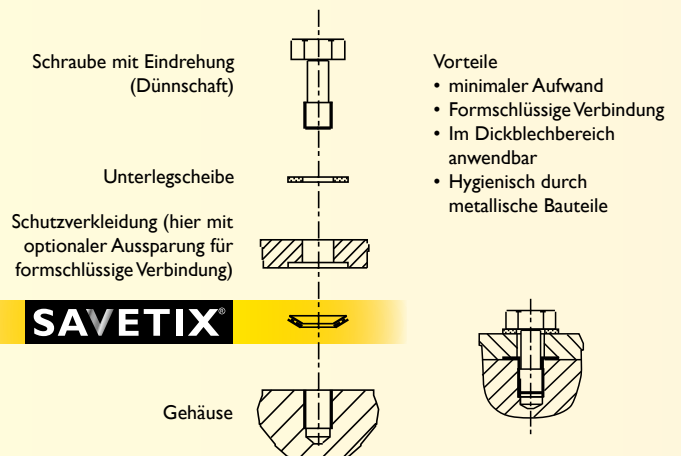 Schraube mit Eindrehung
(Dünnschaft)
Unterlegscheibe
Schutzverkleidung (hier mit
optionaler Aussparung für
formschlüssige Verbindung)
SAVETIX®
Gehäuse
Vorteile
• minimaler Aufwand
• Formschlüssige Verbindung
• Im Dickblechbereich
anwendbar
• Hygienisch durch
metallische Bauteile